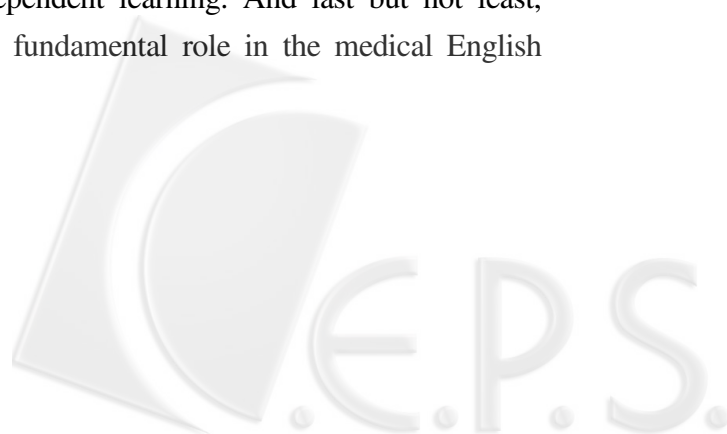 ependent learning. And last but not least,
fundamental role in the medical English
C.E.P.S.